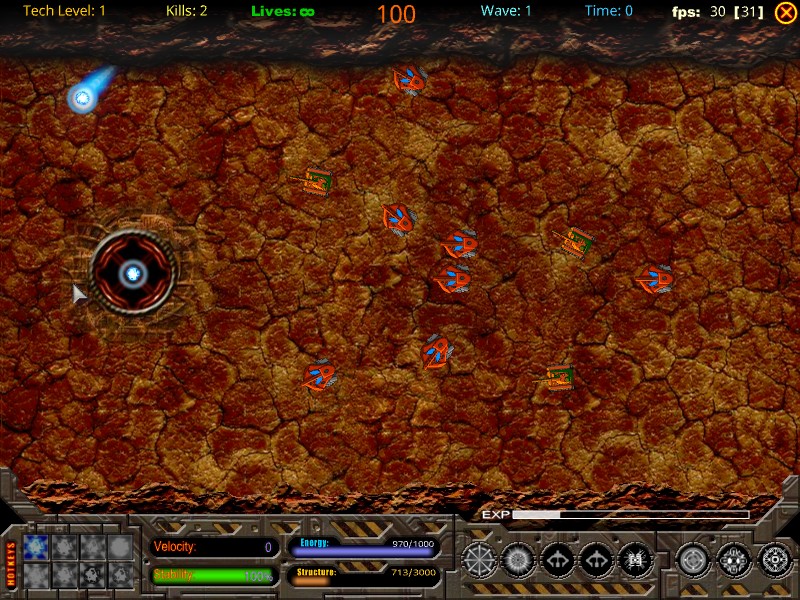 Tech Level: 1 Kills: 2 Lives: ∞ 100 Wave: 1 Time: 0 fps: 30 [31]
EXP
HOTKEYS
Velocity: 0 Energy: 970/1000
Stability: 100% Structure: 713/3000